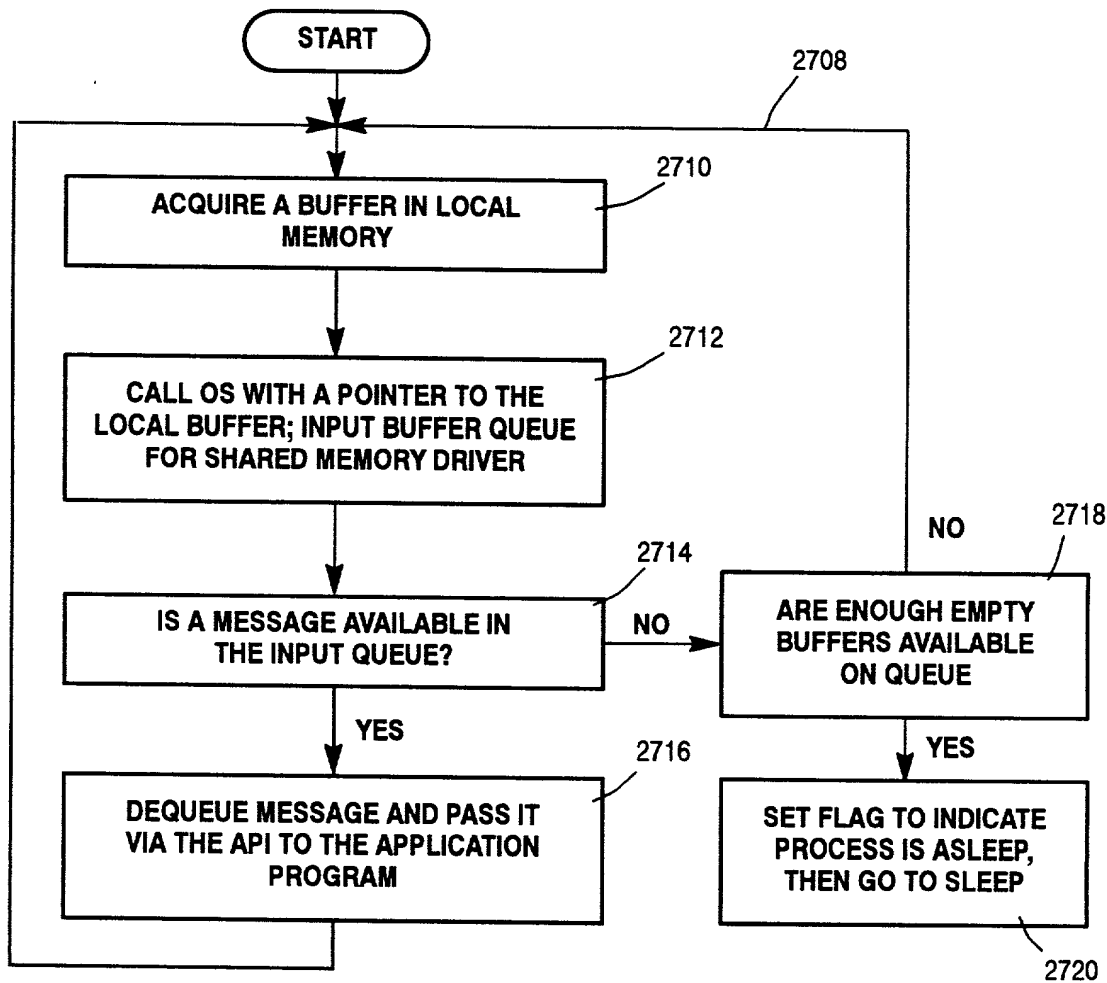 START
2708
2710
ACQUIRE A BUFFER IN LOCAL
MEMORY
2712
CALL OS WITH A POINTER TO THE
LOCAL BUFFER; INPUT BUFFER QUEUE
FOR SHARED MEMORY DRIVER
2714
IS A MESSAGE AVAILABLE IN
THE INPUT QUEUE?
NO
NO
2718
ARE ENOUGH EMPTY
BUFFERS AVAILABLE
ON QUEUE
YES
YES
2716
DEQUEUE MESSAGE AND PASS IT
VIA THE API TO THE APPLICATION
PROGRAM
SET FLAG TO INDICATE
PROCESS IS ASLEEP,
THEN GO TO SLEEP
2720